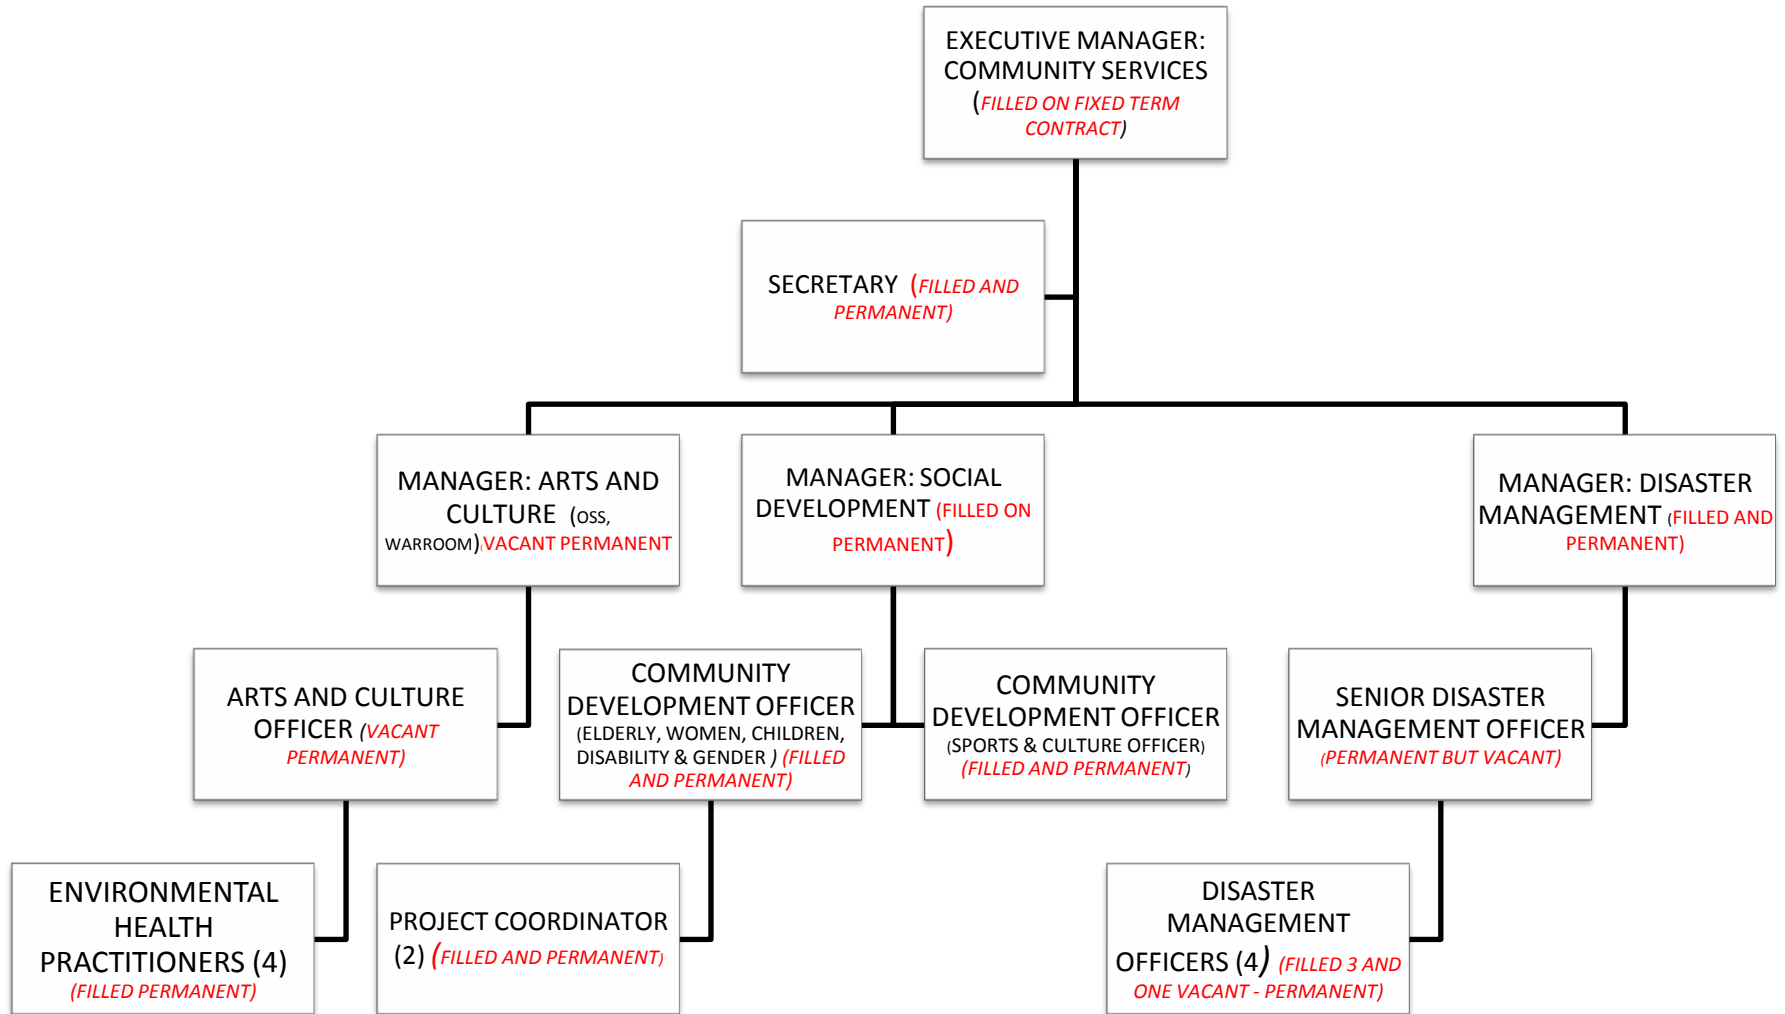 EXECUTIVE MANAGER:
COMMUNITY SERVICES
(FILLED ON FIXED TERM
CONTRACT)
SECRETARY (FILLED AND
PERMANENT)
MANAGER: ARTS AND
CULTURE (OSS,
WARROOM)(VACANT PERMANENT
MANAGER: SOCIAL
DEVELOPMENT (FILLED ON
PERMANENT)
MANAGER: DISASTER
MANAGEMENT (FILLED AND
PERMANENT)
ARTS AND CULTURE
OFFICER (VACANT
PERMANENT)
COMMUNITY
DEVELOPMENT OFFICER
(ELDERLY, WOMEN, CHILDREN,
DISABILITY & GENDER ) (FILLED
AND PERMANENT)
COMMUNITY
DEVELOPMENT OFFICER
(SPORTS & CULTURE OFFICER)
(FILLED AND PERMANENT)
SENIOR DISASTER
MANAGEMENT OFFICER
(PERMANENT BUT VACANT)
ENVIRONMENTAL
HEALTH
PRACTITIONERS (4)
(FILLED PERMANENT)
PROJECT COORDINATOR
(2) (FILLED AND PERMANENT)
DISASTER
MANAGEMENT
OFFICERS (4) (FILLED 3 AND
ONE VACANT - PERMANENT)